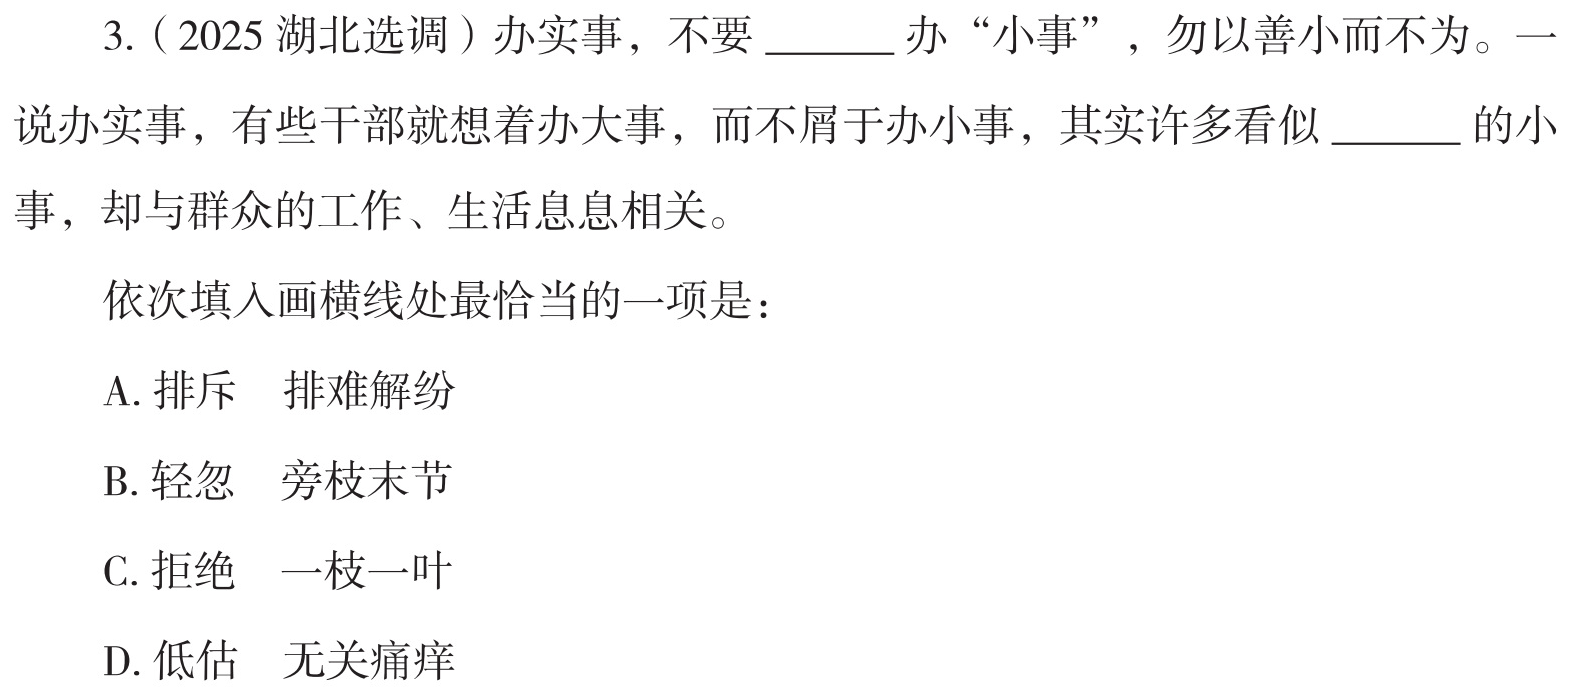 3.（2025 湖北选调）办实事，不要 ______ 办“小事”，勿以善小而不为。一
说办实事，有些干部就想着办大事，而不屑于办小事，其实许多看似 ______ 的小
事，却与群众的工作、生活息息相关。
依次填入画横线处最恰当的一项是：
A. 排斥　排难解纷
B. 轻忽　旁枝末节
C. 拒绝　一枝一叶
D. 低估　无关痛痒